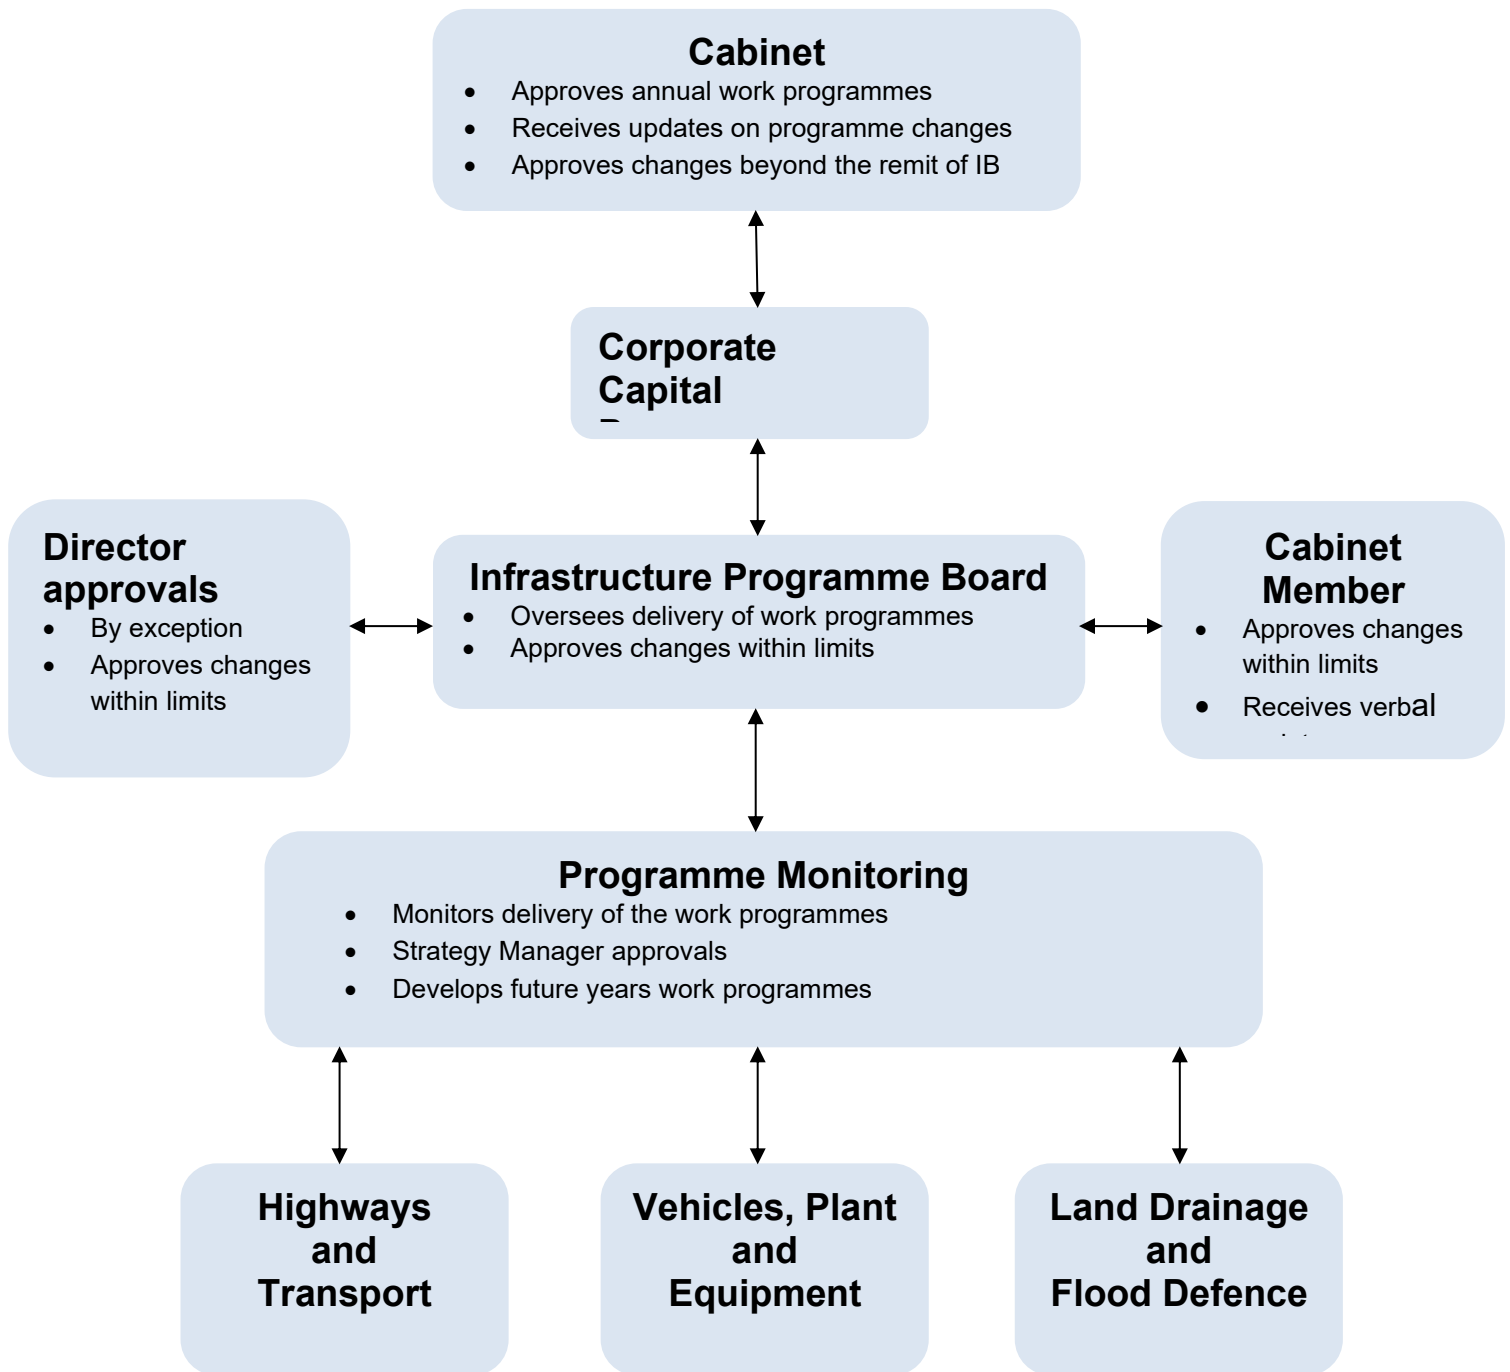 Cabinet
• Approves annual work programmes
• Receives updates on programme changes
• Approves changes beyond the remit of IB
Corporate
Capital
Director
approvals
• By exception
• Approves changes
within limits
Infrastructure Programme Board
• Oversees delivery of work programmes
• Approves changes within limits
Cabinet
Member
• Approves changes
within limits
• Receives verbal
Programme Monitoring
• Monitors delivery of the work programmes
• Strategy Manager approvals
• Develops future years work programmes
Highways
and
Transport
Vehicles, Plant
and
Equipment
Land Drainage
and
Flood Defence